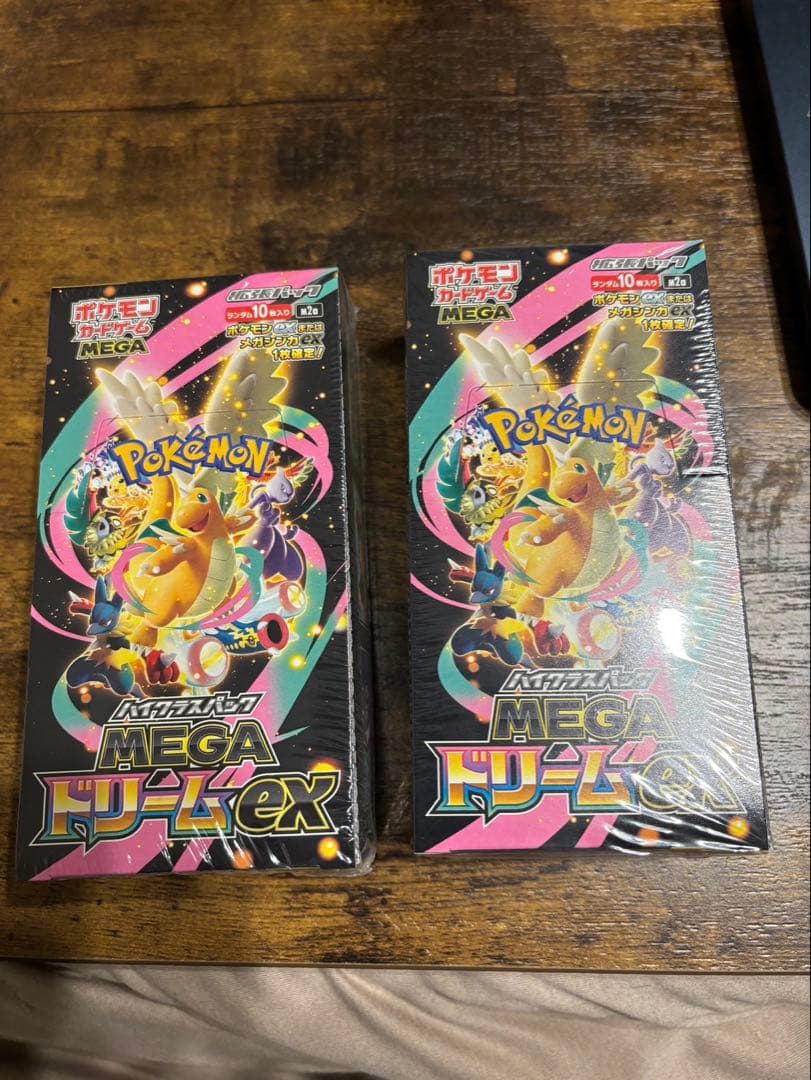 ポケモン
カードゲーム
MEGA
拡張パック
ランダム10枚入り M2a
ポケモンexまたは
メガシンカex
1枚確定!
POKéMON
ハイクラスパック
MEGA
ドリームex
ポケモン
カードゲーム
MEGA
拡張パック
ランダム10枚入り M2a
ポケモンexまたは
メガシンカex
1枚確定!
POKéMON
ハイクラスパック
MEGA
ドリームex